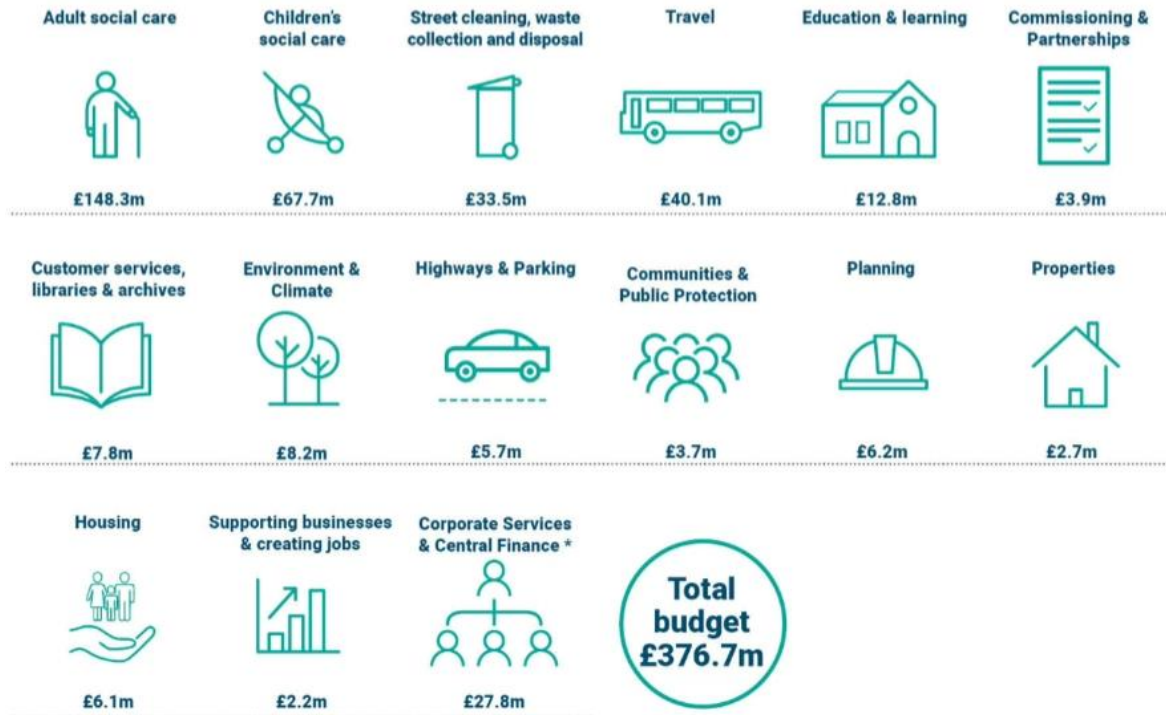 Adult social care
Children's
social care
Street cleaning, waste
collection and disposal
Travel
Education & learning
Commissioning &
Partnerships
£148.3m
£67.7m
£33.5m
£40.1m
£12.8m
£3.9m
Customer services,
libraries & archives
Environment &
Climate
Highways & Parking
Communities &
Public Protection
Planning
Properties
£7.8m
£8.2m
£5.7m
£3.7m
£6.2m
£2.7m
Housing
Supporting businesses
& creating jobs
Corporate Services
& Central Finance *
£6.1m
£2.2m
£27.8m
Total
budget
£376.7m